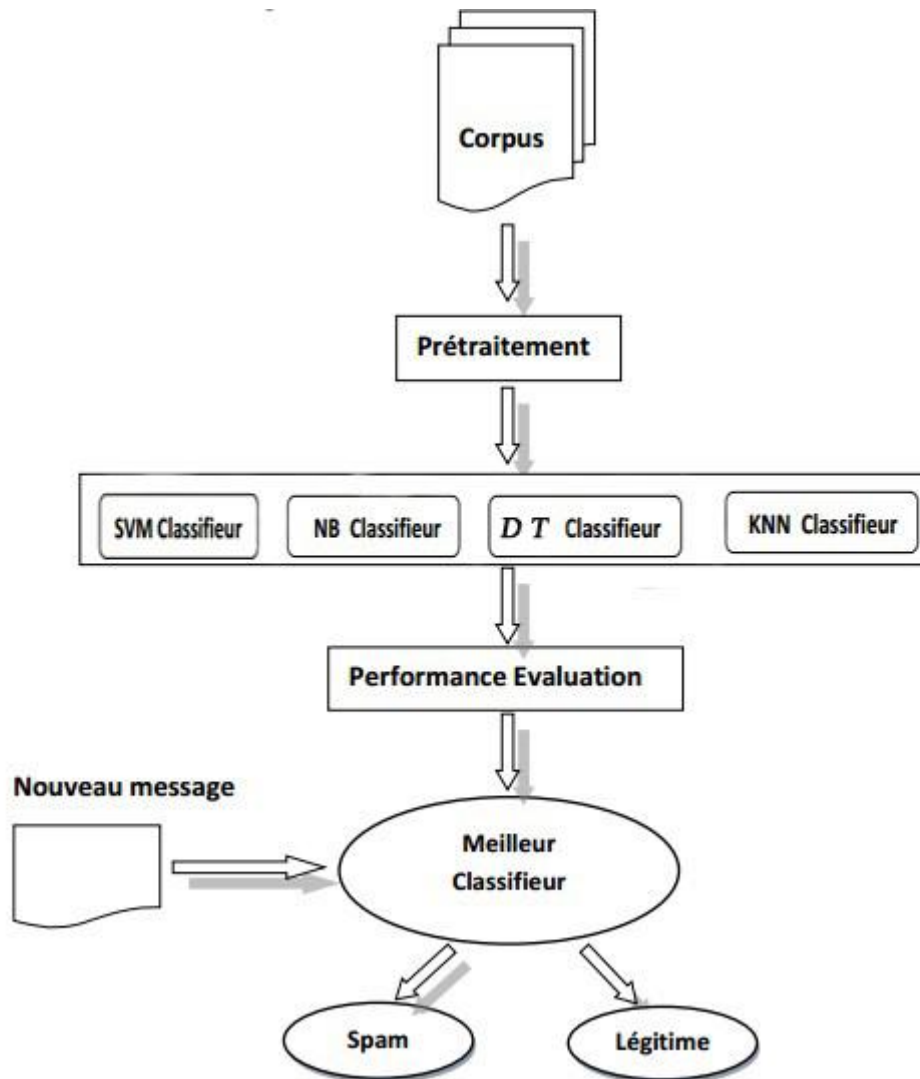 Corpus
Prétraitement
SVM Classifieur
NB Classifieur
D T Classifieur
KNN Classifieur
Performance Evaluation
Nouveau message
Meilleur
Classifieur
Spam
Légitime